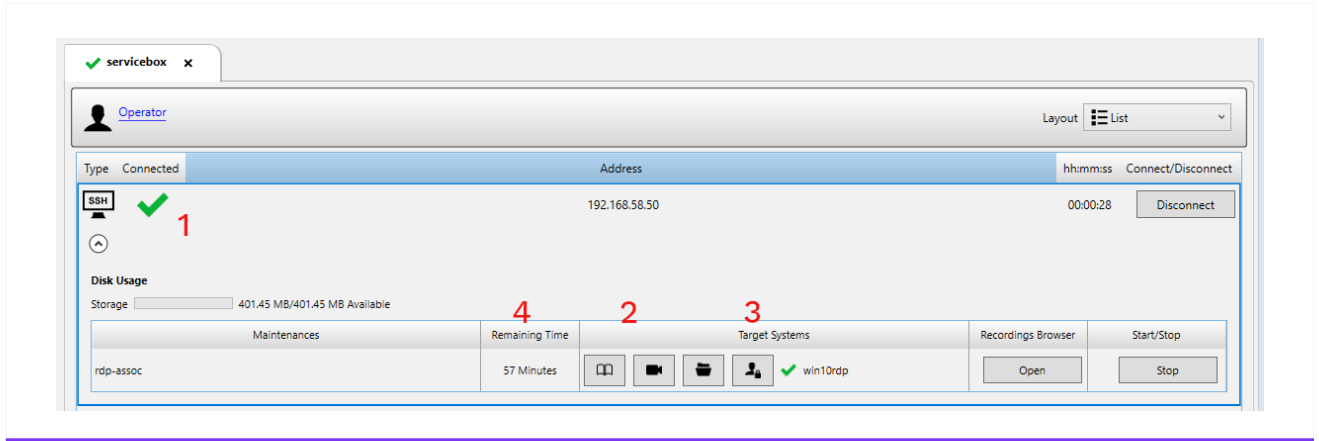 servicebox x
Operator
Layout List
Type Connected Address hh:mm:ss Connect/Disconnect
SSH
192.168.58.50 00:00:28 Disconnect
1
Disk Usage
Storage 401.45 MB/401.45 MB Available
4 2 3
Maintenances Remaining Time Target Systems Recordings Browser Start/Stop
rdp-assoc 57 Minutes win10rdp Open Stop